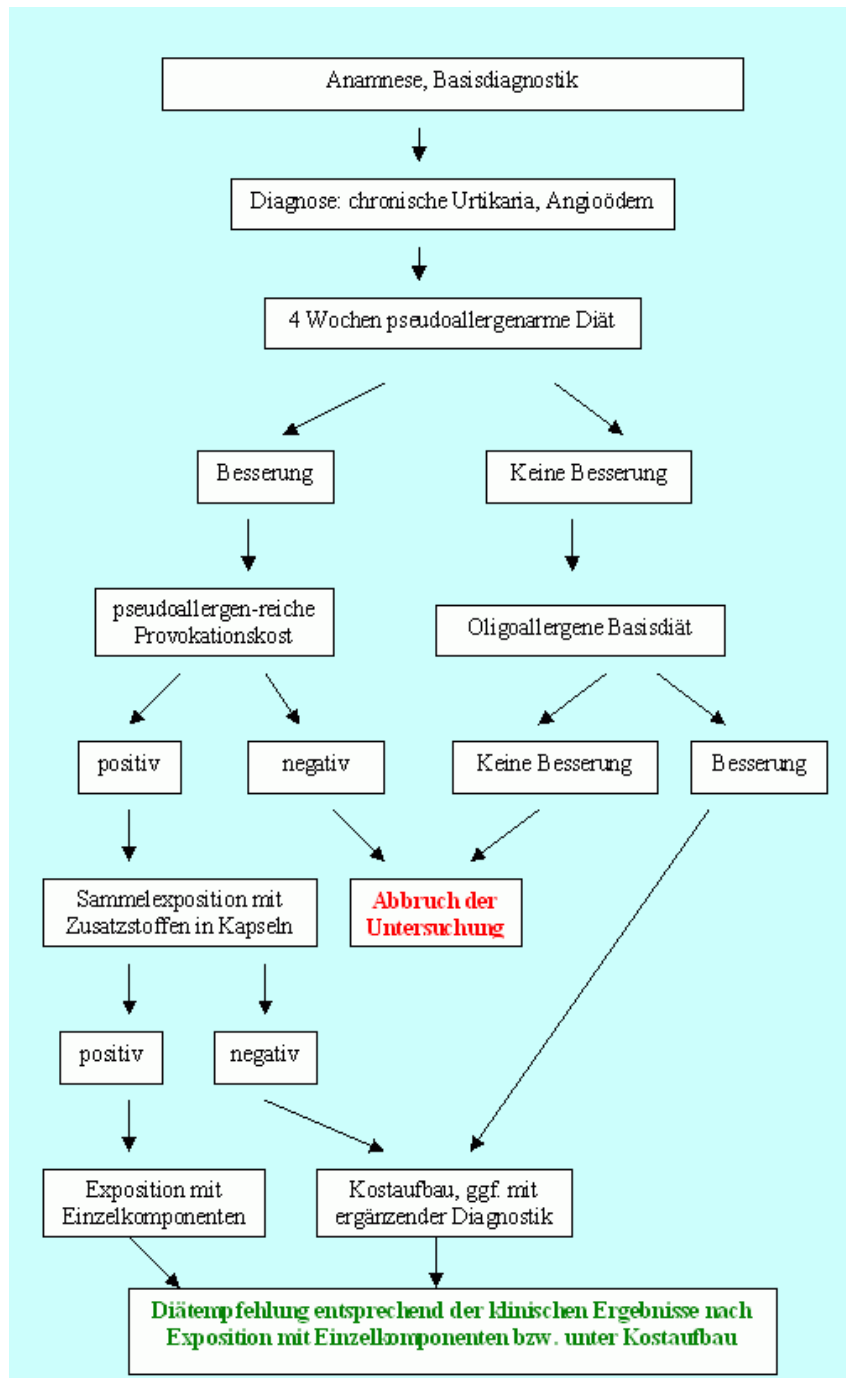 Anamnese, Basisdiagnostik
Diagnose: chronische Urtikaria, Angioödem
4 Wochen pseudoallergenarme Diät
Besserung
Keine Besserung
pseudoallergen-reiche
Provokationskost
Oligoallergene Basisdiät
positiv
negativ
Keine Besserung
Besserung
Sammelexposition mit
Zusatzstoffen in Kapseln
Abbruch der
Untersuchung
positiv
negativ
Exposition mit
Einzelkomponenten
Kostaufbau, ggf. mit
ergänzender Diagnostik
Diätempfehlung entsprechend der klinischen Ergebnisse nach
Exposition mit Einzelkomponenten bzw. unter Kostaufbau